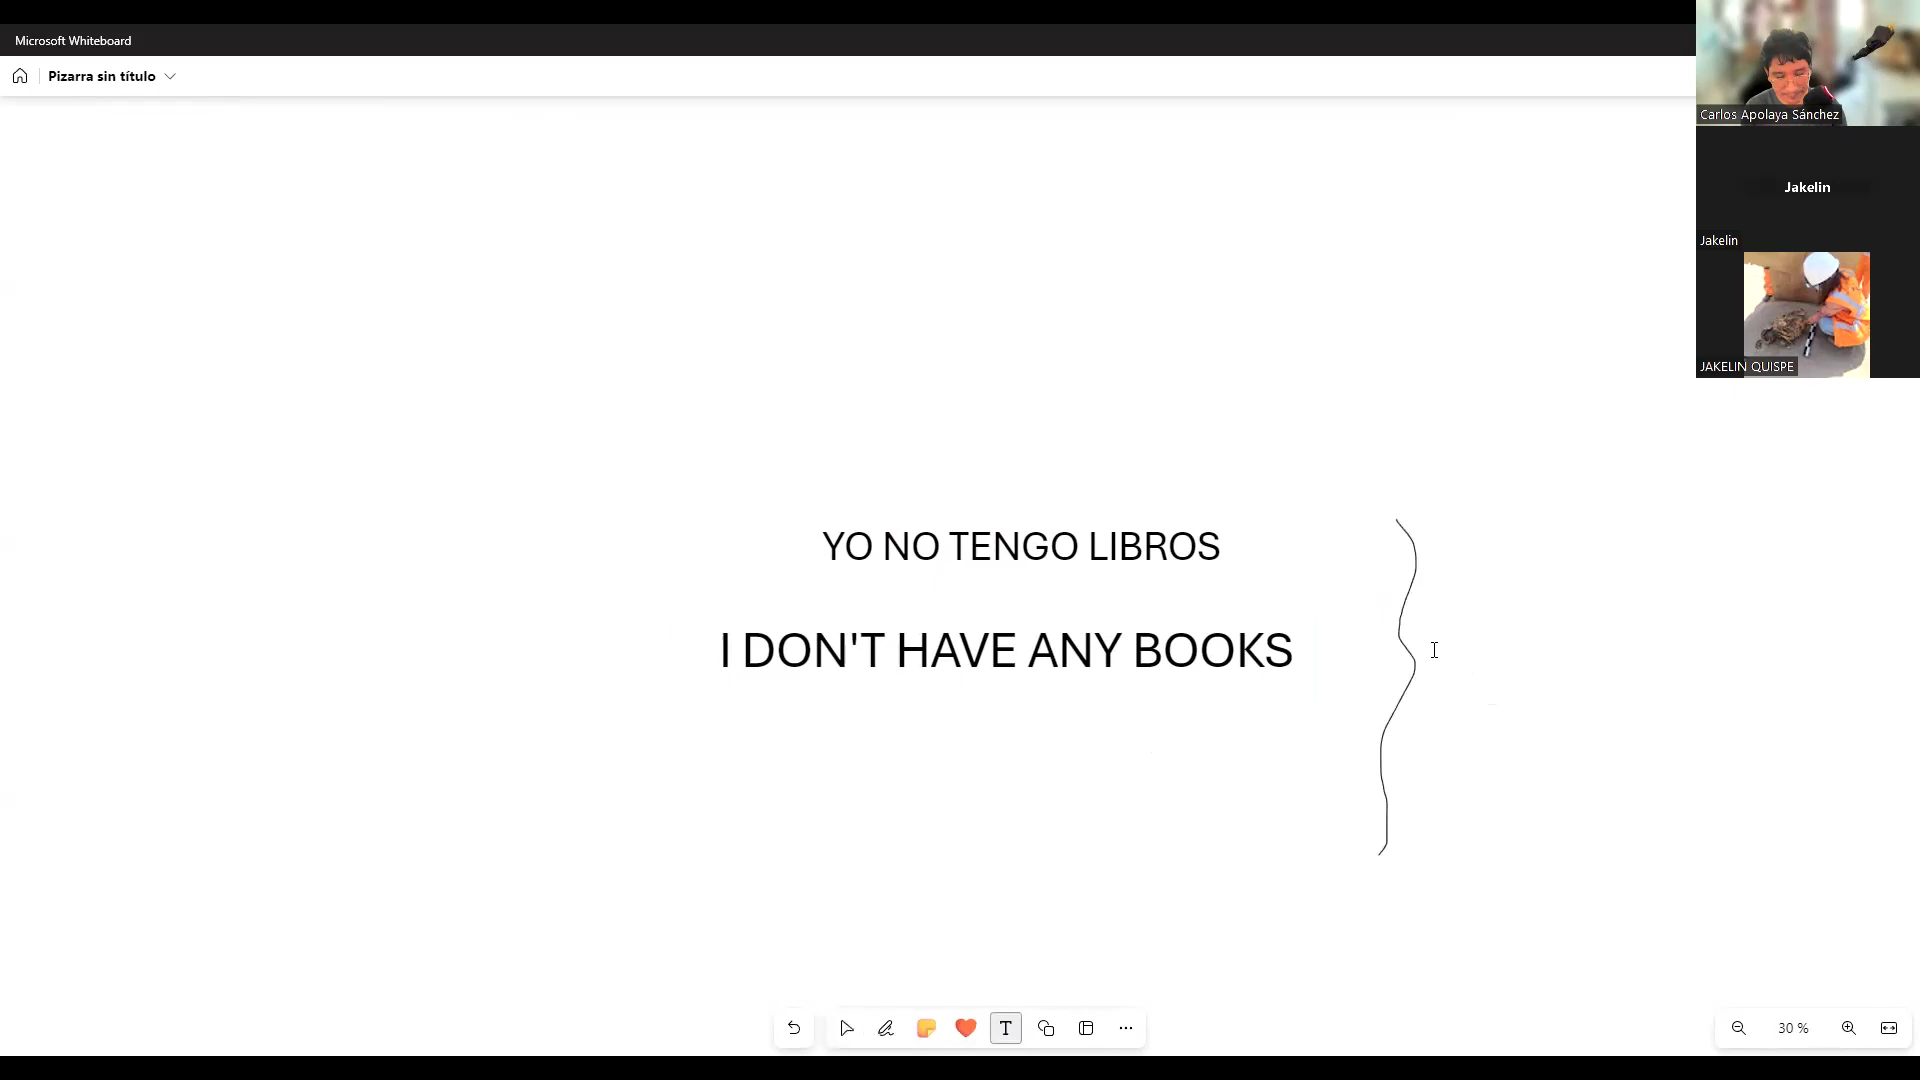 Microsoft Whiteboard
Pizarra sin título
Carlos Apolaya Sánchez
Jakelin
Jakelin
JAKELIN QUISPE
YO NO TENGO LIBROS
I DON'T HAVE ANY BOOKS
30 %